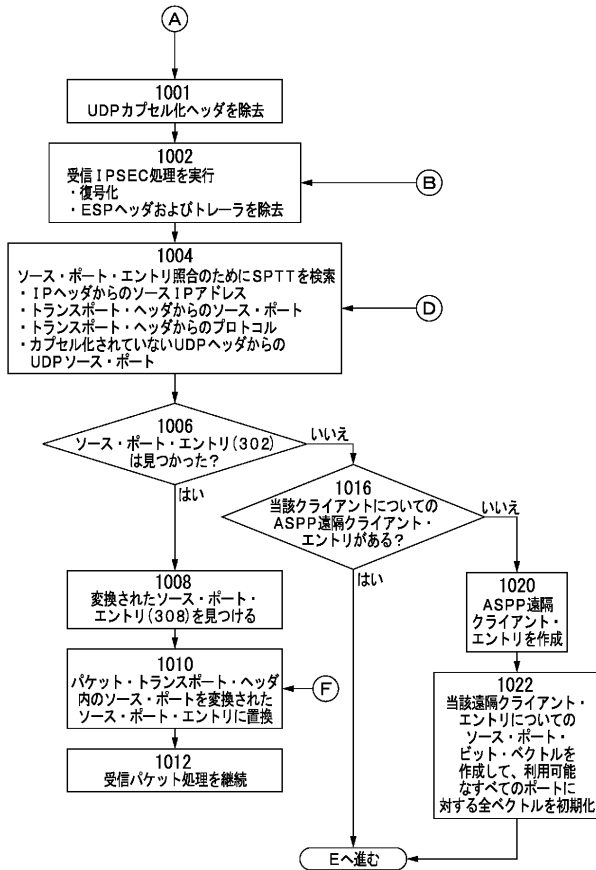 A
1001
UDPカプセル化ヘッダを除去
1002
受信IPSEC処理を実行
・復号化
・ESPヘッダおよびトレーラを除去
B
1004
ソース・ポート・エントリ照合のためにSPTTを検索
・IPヘッダからのソースIPアドレス
・トランスポート・ヘッダからのソース・ポート
・トランスポート・ヘッダからのプロトコル
・カプセル化されていないUDPヘッダからの
UDPソース・ポート
D
1006
ソース・ポート・エントリ(302)
は見つかった?
いいえ
はい
1016
当該クライアントについての
ASPP遠隔クライアント・
エントリがある?
いいえ
はい
1008
変換されたソース・ポート・
エントリ(308)を見つける
1010
パケット・トランスポート・ヘッダ
内のソース・ポートを変換された
ソース・ポート・エントリに置換
F
1012
受信パケット処理を継続
1020
ASPP遠隔
クライアント・
エントリを作成
1022
当該遠隔クライアント・
エントリについての
ソース・ポート・
ビット・ベクトルを
作成して、利用可能
なすべてのポートに
対する全ベクトルを初期化
Eへ進む